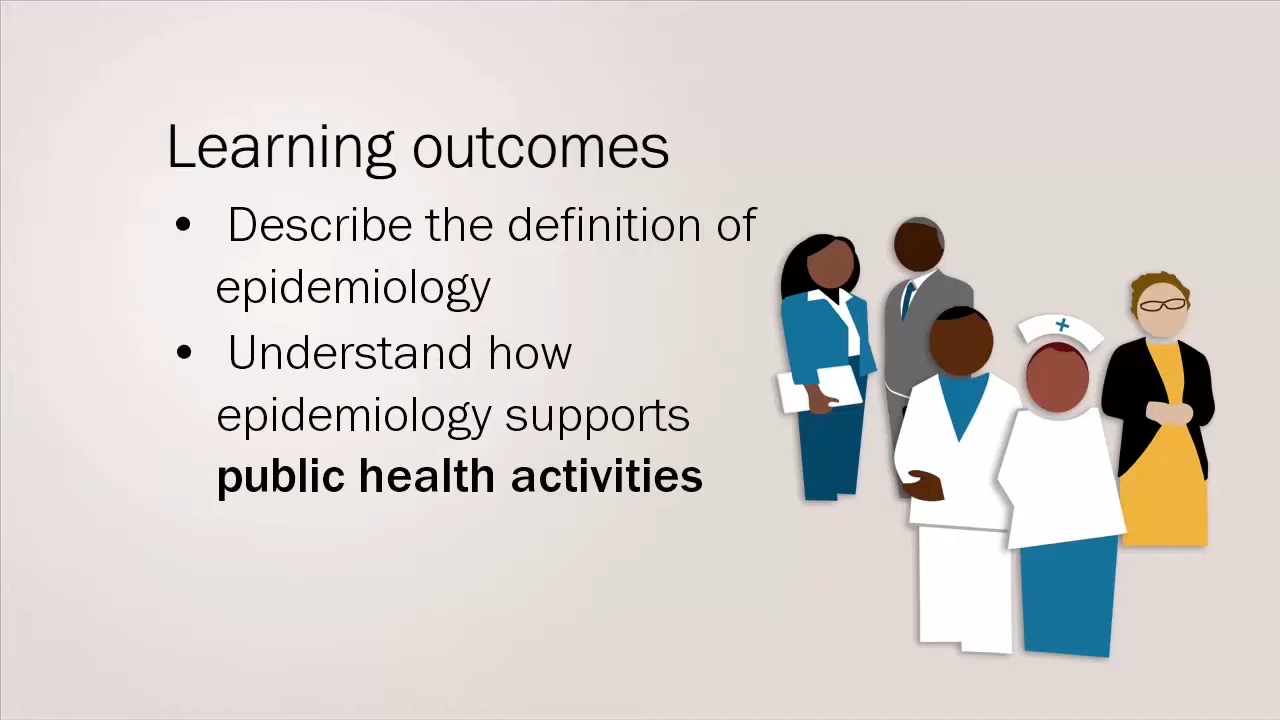 Learning outcomes
• Describe the definition of
epidemiology
• Understand how
epidemiology supports
public health activities